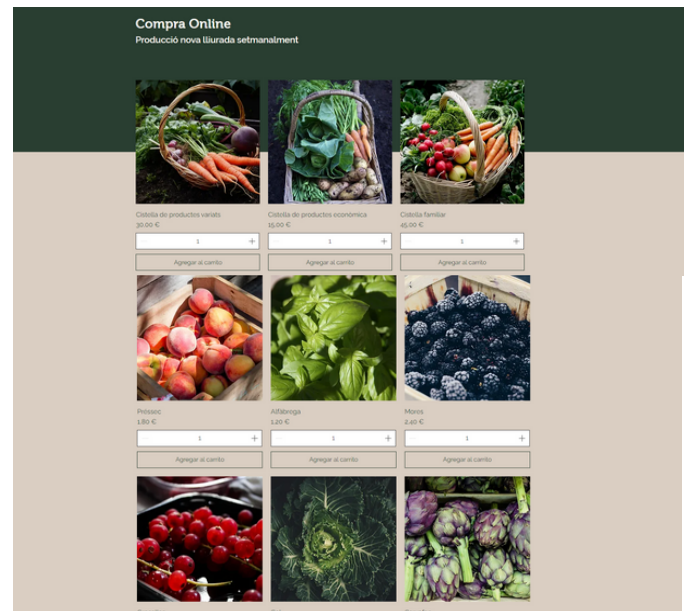 Compra Online
Producció nova lliurada setmanalment
Cistella de productes variats
30,00 €
1 +
Agregar al carrito
Cistella de productes econòmica
15,00 €
1 +
Agregar al carrito
Cistella familiar
45,00 €
1 +
Agregar al carrito
Préssec
1,80 €
1 +
Agregar al carrito
Alfàbrega
1,20 €
1 +
Agregar al carrito
Mores
2,40 €
1 +
Agregar al carrito